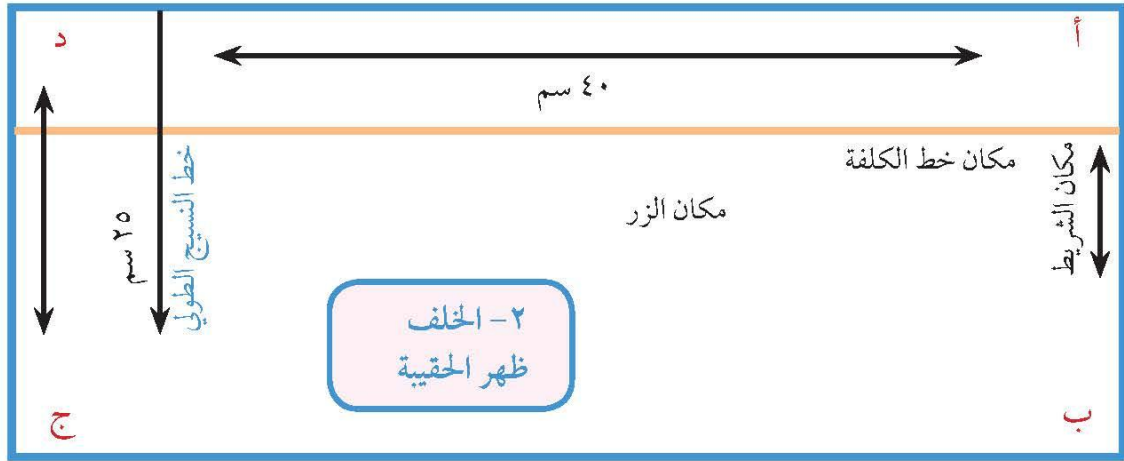 أ
د
٤٠ سم
مكان خط الكلفة
مكان الشريط
مكان الزر
خط النسيج الطولي
٢٥ سم
٢- الخلف
ظهر الحقيبة
ب
ج